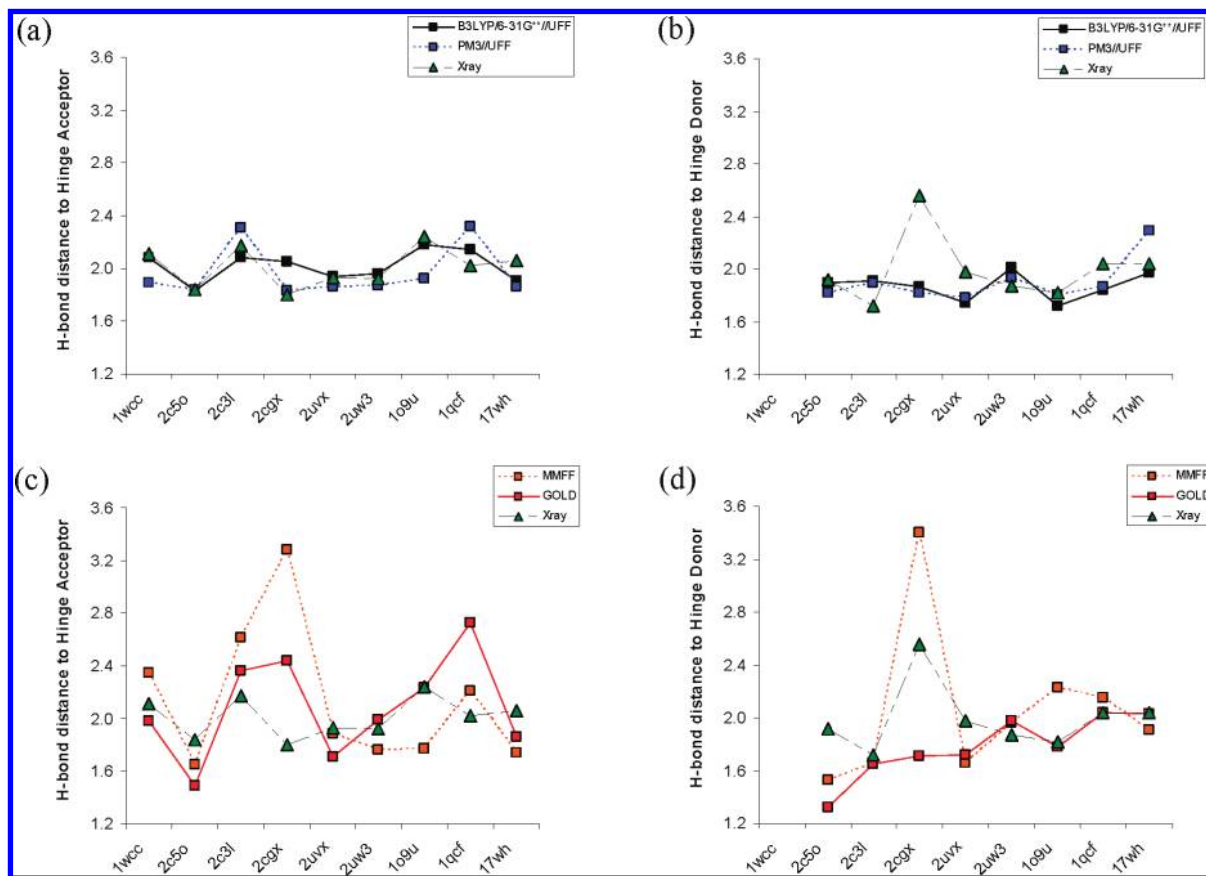 (a)
B3LYP/6-31G**//UFF
PM3//UFF
Xray
H-bond distance to Hinge Acceptor
3.6
3.2
2.8
2.4
2.0
1.6
1.2
1wcc
2c5o
2c3l
2cgx
2uvx
2uw3
1o9u
1qcf
17wh
(b)
B3LYP/6-31G**//UFF
PM3//UFF
Xray
H-bond distance to Hinge Donor
3.6
3.2
2.8
2.4
2.0
1.6
1.2
1wcc
2c5o
2c3l
2cgx
2uvx
2uw3
1o9u
1qcf
17wh
(c)
MMFF
GOLD
Xray
H-bond distance to Hinge Acceptor
3.6
3.2
2.8
2.4
2.0
1.6
1.2
1wcc
2c5o
2c3l
2cgx
2uvx
2uw3
1o9u
1qcf
17wh
(d)
MMFF
GOLD
Xray
H-bond distance to Hinge Donor
3.6
3.2
2.8
2.4
2.0
1.6
1.2
1wcc
2c5o
2c3l
2cgx
2uvx
2uw3
1o9u
1qcf
17wh